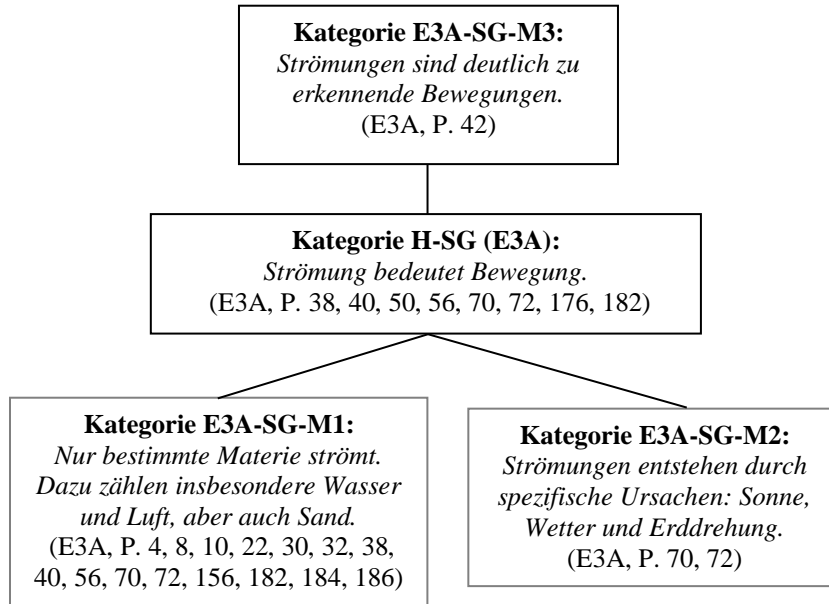 Kategorie E3A-SG-M3:
Strömungen sind deutlich zu
erkennende Bewegungen.
(E3A, P. 42)
Kategorie H-SG (E3A):
Strömung bedeutet Bewegung.
(E3A, P. 38, 40, 50, 56, 70, 72, 176, 182)
Kategorie E3A-SG-M1:
Nur bestimmte Materie strömt.
Dazu zählen insbesondere Wasser
und Luft, aber auch Sand.
(E3A, P. 4, 8, 10, 22, 30, 32, 38,
40, 56, 70, 72, 156, 182, 184, 186)
Kategorie E3A-SG-M2:
Strömungen entstehen durch
spezifische Ursachen: Sonne,
Wetter und Erddrehung.
(E3A, P. 70, 72)